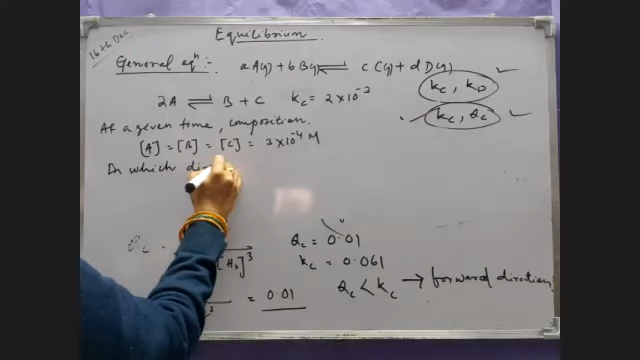 16th Dec
Equilibrium
General eqⁿ:- aA(g) + bB(g) ⇌ cC(g) + dD(g)
Kc, Kp
2A ⇌ B + C Kc = 2×10⁻³
Kc, Qc
At a given time, composition.
[A] = [B] = [C] = 3×10⁻⁴ M
In which
Qc = 0.01
[H₂]³
Kc = 0.061
= 0.01
Qc < Kc → forward direction